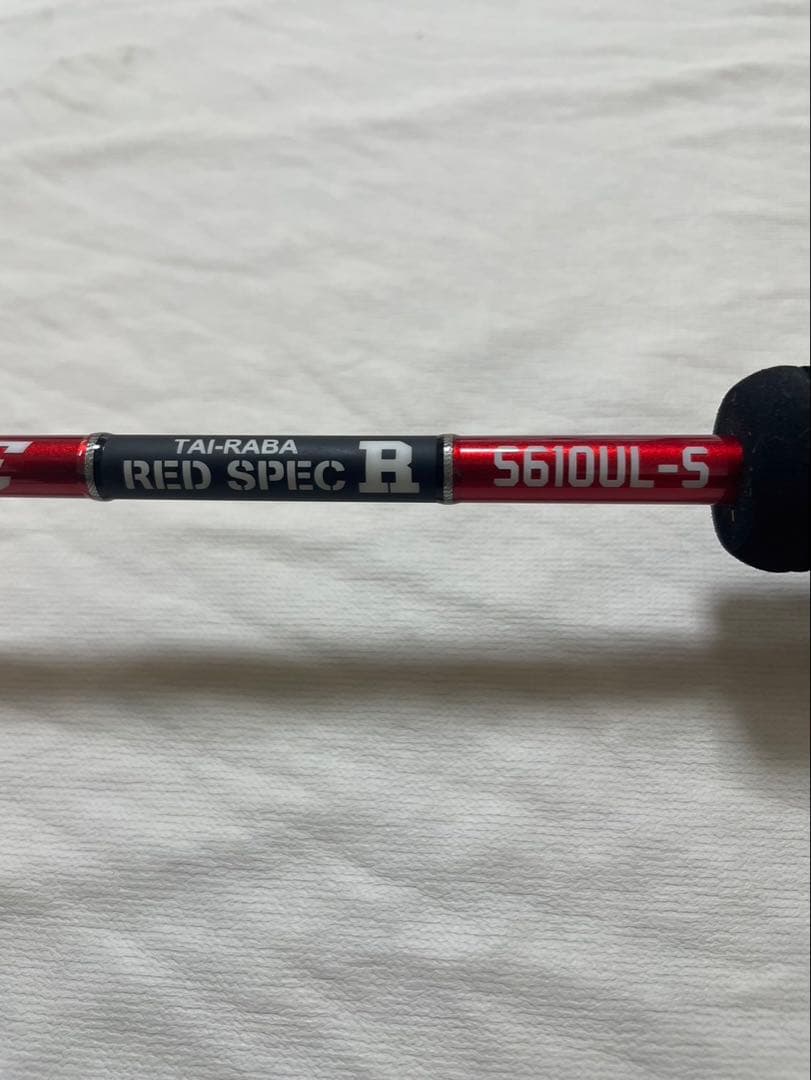 TAI-RABA
RED SPEC R
S610UL-S